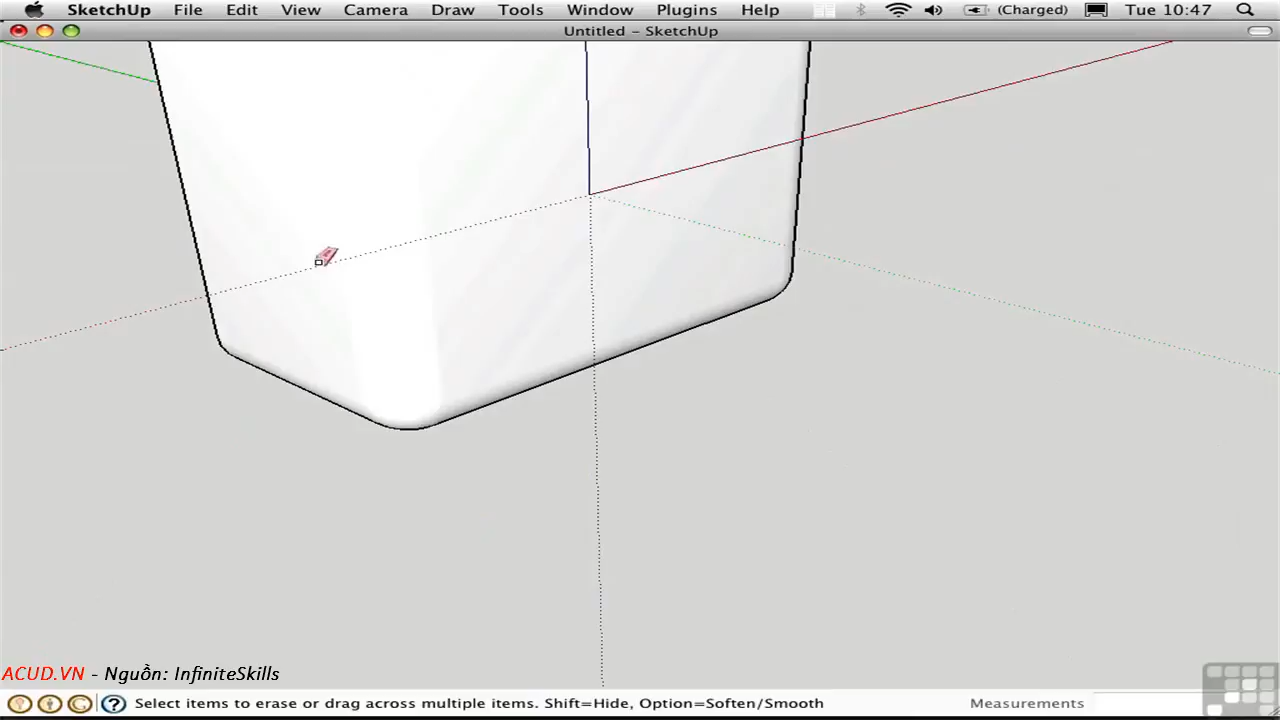 SketchUp File Edit View Camera Draw Tools Window Plugins Help (Charged) Tue 10:47
Untitled - SketchUp
ACUD.VN - Nguồn: InfiniteSkills
Select items to erase or drag across multiple items. Shift=Hide, Option=Soften/Smooth Measurements